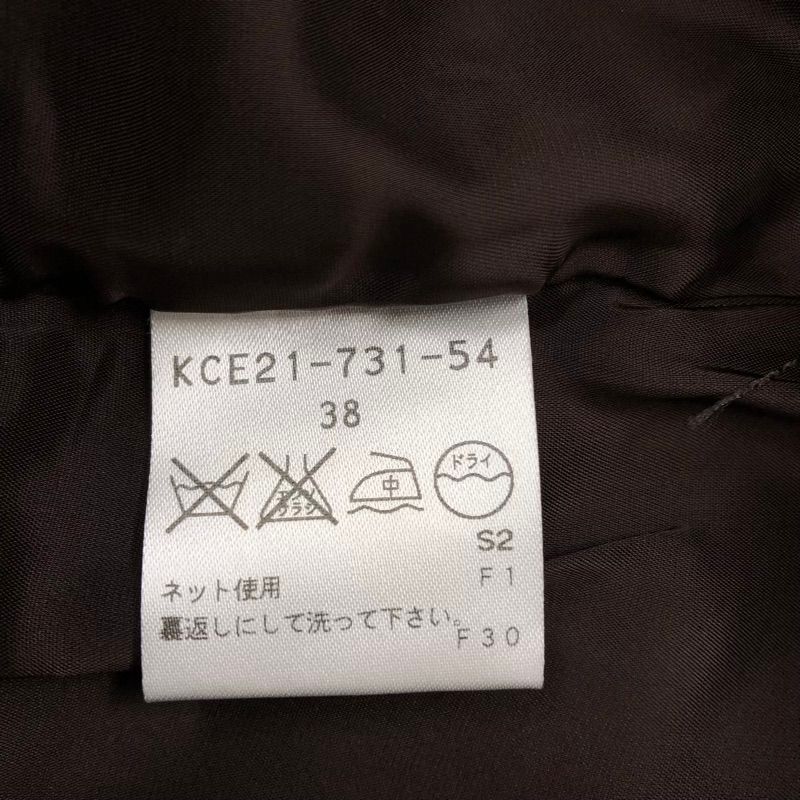 KCE21-731-54
38
エンソ
サラシ
中
ドライ
S2
F1
ネット使用
裏返しにして洗って下さい。
F30